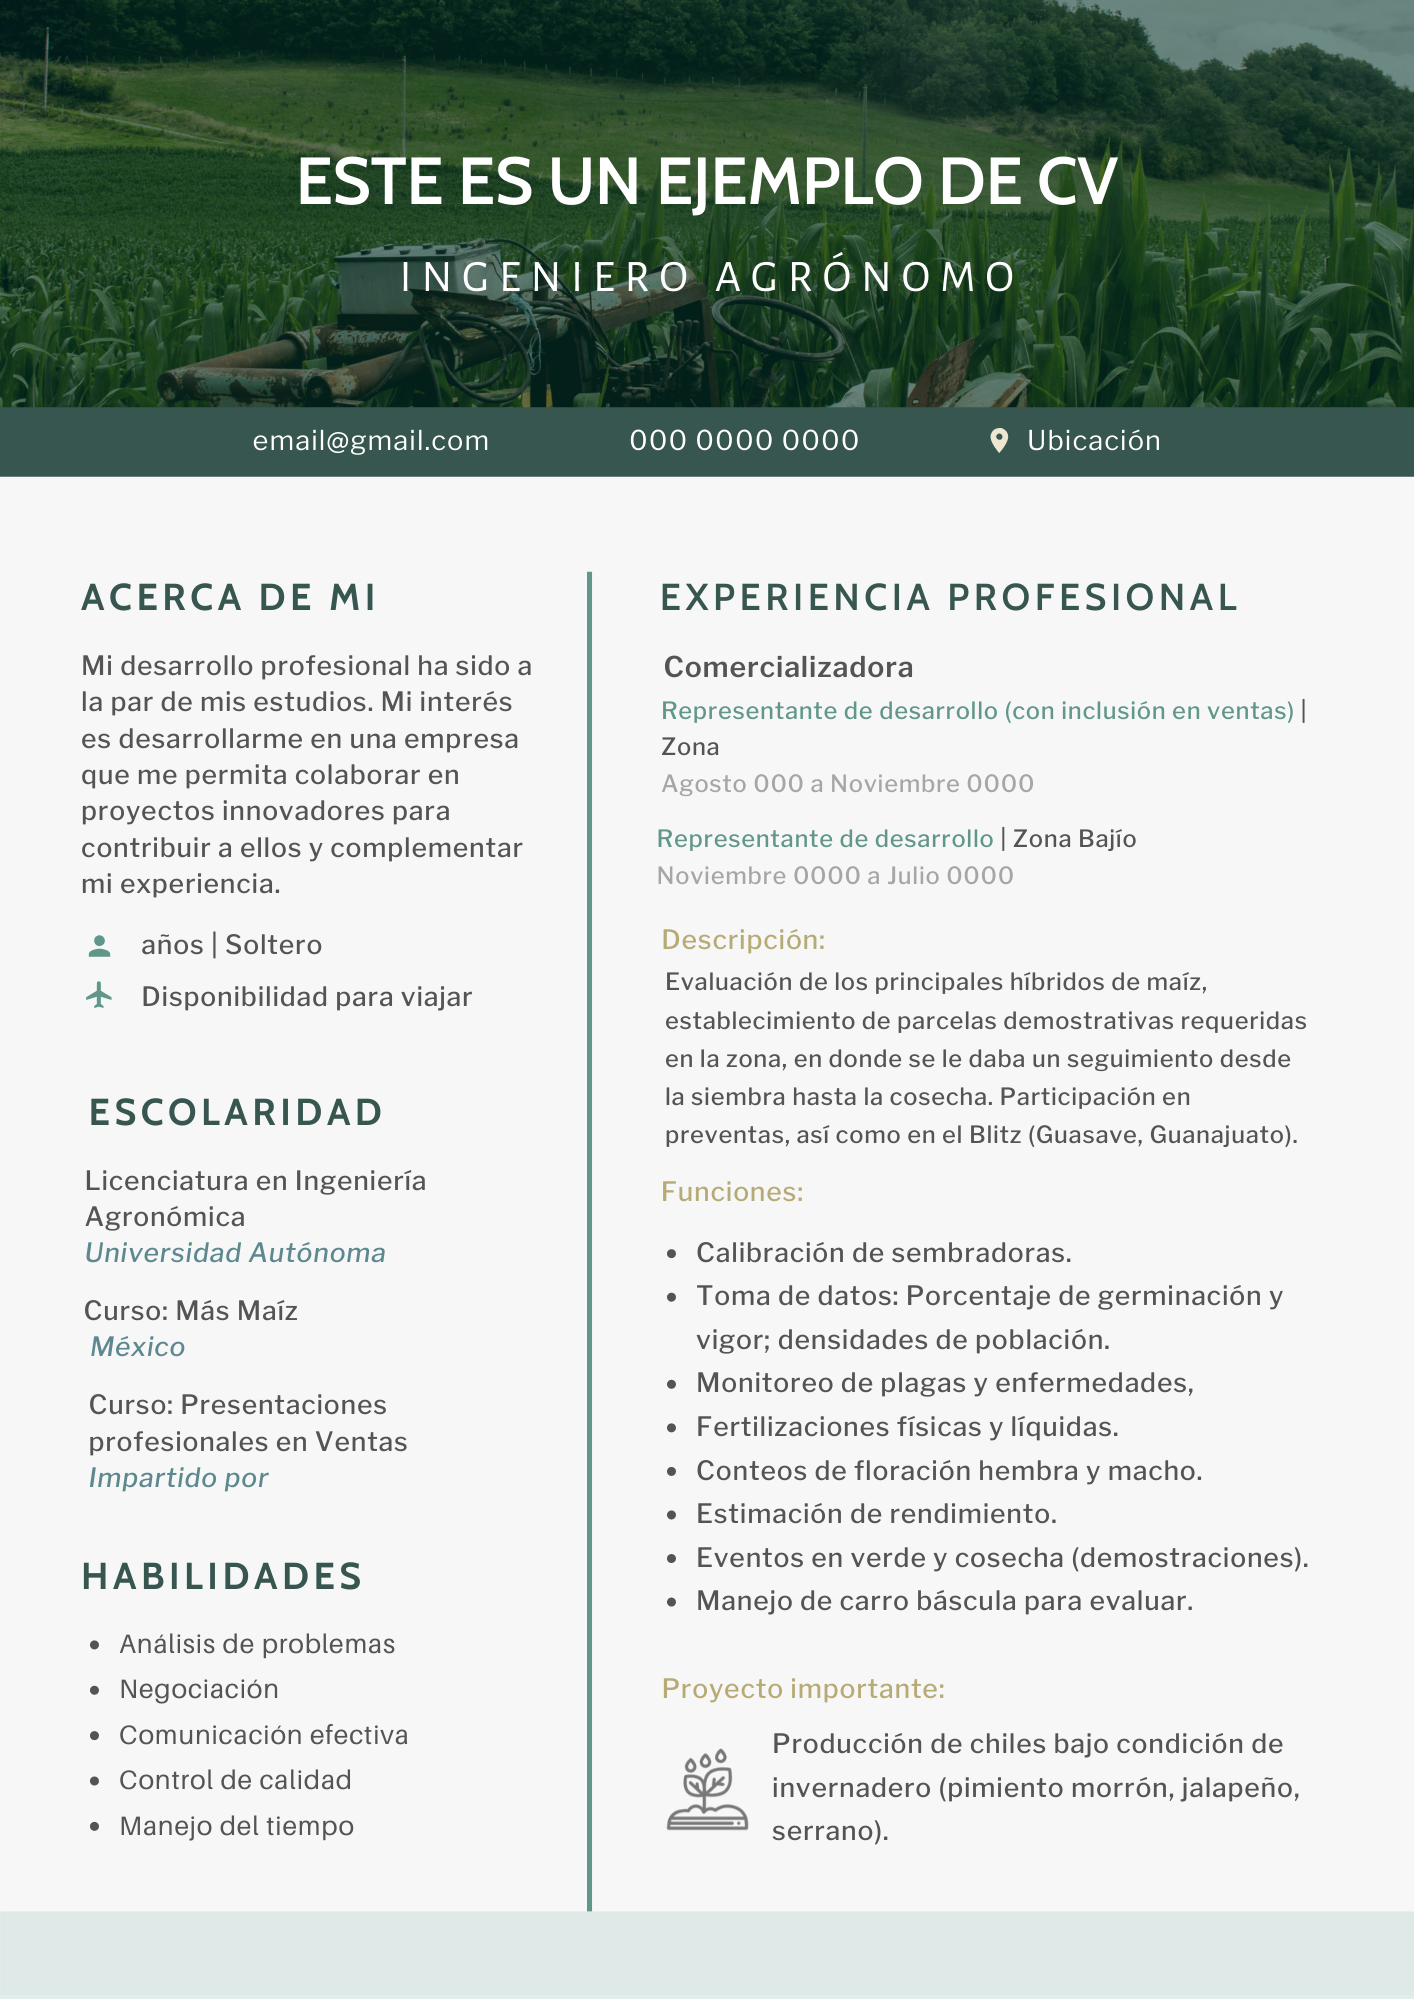 ESTE ES UN EJEMPLO DE CV
INGENIERO AGRÓNOMO
email@gmail.com
000 0000 0000
Ubicación
ACERCA DE MI
Mi desarrollo profesional ha sido a
la par de mis estudios. Mi interés
es desarrollarme en una empresa
que me permita colaborar en
proyectos innovadores para
contribuir a ellos y complementar
mi experiencia.
años | Soltero
Disponibilidad para viajar
ESCOLARIDAD
Licenciatura en Ingeniería
Agronómica
Universidad Autónoma
Curso: Más Maíz
México
Curso: Presentaciones
profesionales en Ventas
Impartido por
HABILIDADES
• Análisis de problemas
• Negociación
• Comunicación efectiva
• Control de calidad
• Manejo del tiempo
EXPERIENCIA PROFESIONAL
Comercializadora
Representante de desarrollo (con inclusión en ventas) |
Zona
Agosto 000 a Noviembre 0000
Representante de desarrollo | Zona Bajío
Noviembre 0000 a Julio 0000
Descripción:
Evaluación de los principales híbridos de maíz,
establecimiento de parcelas demostrativas requeridas
en la zona, en donde se le daba un seguimiento desde
la siembra hasta la cosecha. Participación en
preventas, así como en el Blitz (Guasave, Guanajuato).
Funciones:
• Calibración de sembradoras.
• Toma de datos: Porcentaje de germinación y
vigor; densidades de población.
• Monitoreo de plagas y enfermedades,
• Fertilizaciones físicas y líquidas.
• Conteos de floración hembra y macho.
• Estimación de rendimiento.
• Eventos en verde y cosecha (demostraciones).
• Manejo de carro báscula para evaluar.
Proyecto importante:
Producción de chiles bajo condición de
invernadero (pimiento morrón, jalapeño,
serrano).